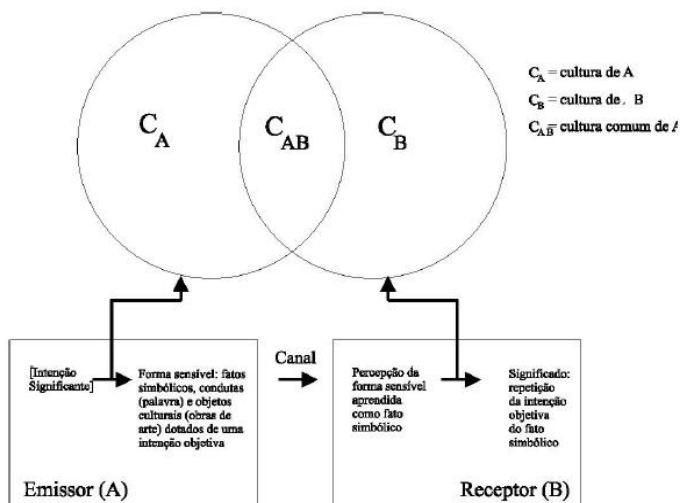 C_A
C_AB
C_B
C_A = cultura de A
C_B = cultura de . B
C_AB = cultura comum de A
[Intenção
Significante]
Forma sensível: fatos
simbólicos, condutas
(palavra) e objetos
culturais (obras de
arte) dotados de uma
intenção objetiva
Emissor (A)
Canal
Percepção da
forma sensível
aprendida
como fato
simbólico
Significado:
repetição
da intenção
objetiva
do fato
simbólico
Receptor (B)